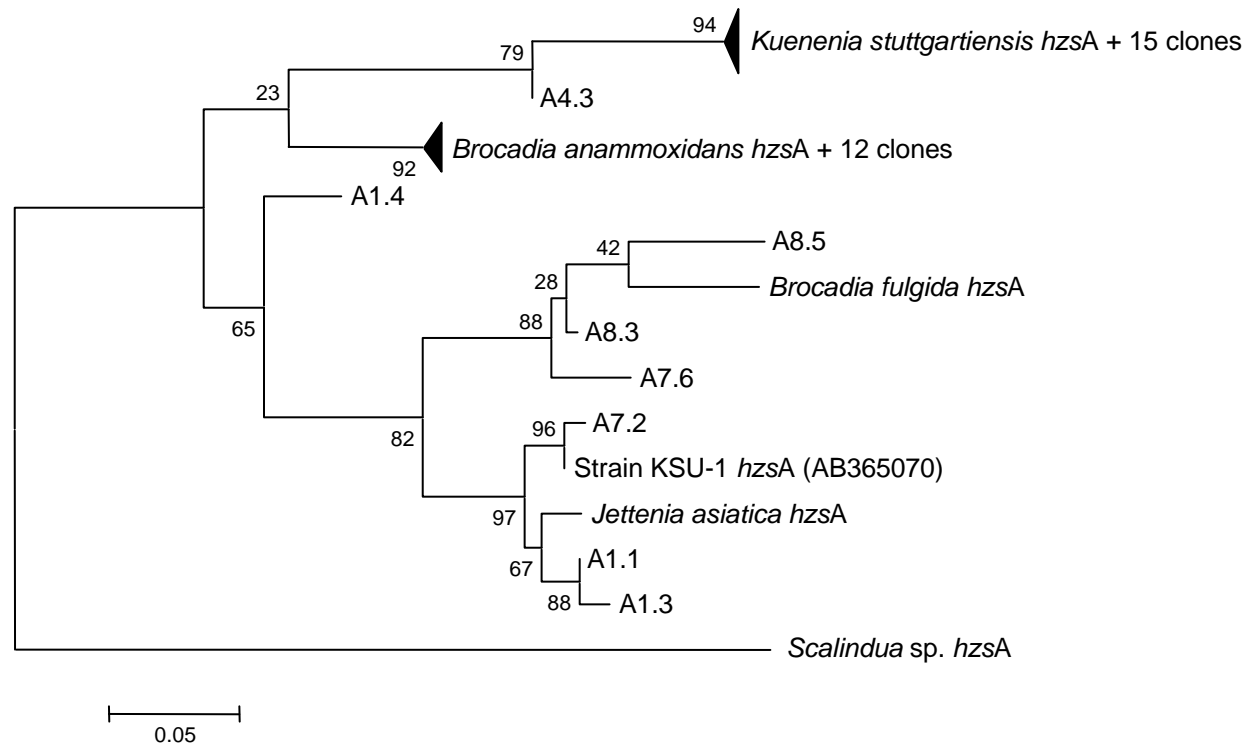 94
Kuenenia stuttgartiensis hzsA + 15 clones
79
A4.3
23
Brocadia anammoxidans hzsA + 12 clones
92
A1.4
A8.5
42
Brocadia fulgida hzsA
28
A8.3
88
65
A7.6
A7.2
96
82
Strain KSU-1 hzsA (AB365070)
Jettenia asiatica hzsA
97
A1.1
67
88
A1.3
Scalindua sp. hzsA
0.05